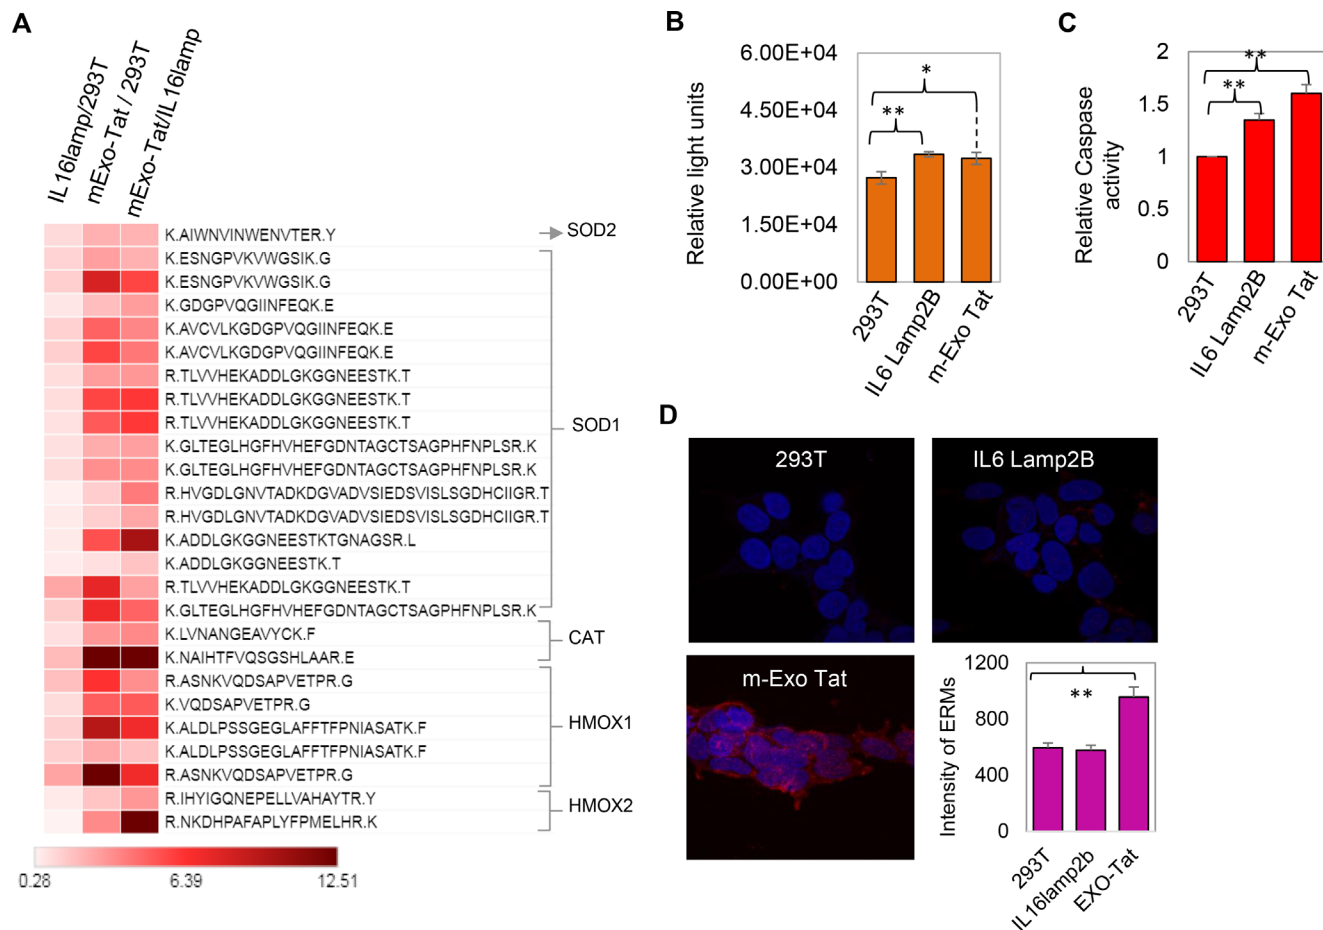 A
IL16lamp/293T
mExo-Tat / 293T
mExo-Tat/IL16lamp
K.AIWNVINWENVTER.Y
SOD2
K.ESNGPVKVWGSIK.G
K.ESNGPVKVWGSIK.G
K.GDGPVQGIINFEQK.E
K.AVCVLKGDGPVQGIINFEQK.E
K.AVCVLKGDGPVQGIINFEQK.E
R.TLVVHEKADDLGKGGNEESTK.T
R.TLVVHEKADDLGKGGNEESTK.T
R.TLVVHEKADDLGKGGNEESTK.T
SOD1
K.GLTEGLHGFHVHEFGDNTAGCTSAGPHFNPLSR.K
K.GLTEGLHGFHVHEFGDNTAGCTSAGPHFNPLSR.K
R.HVGDLGNVTADKDGVADVSIEDSVISLSGDHCIIGR.T
R.HVGDLGNVTADKDGVADVSIEDSVISLSGDHCIIGR.T
K.ADDLGKGGNEESTKTGNAGSR.L
K.ADDLGKGGNEESTK.T
R.TLVVHEKADDLGKGGNEESTK.T
K.GLTEGLHGFHVHEFGDNTAGCTSAGPHFNPLSR.K
K.LVNANGEAVYCK.F
CAT
K.NAIHTFVQSGSHLAAR.E
R.ASNKVQDSAPVETPR.G
K.VQDSAPVETPR.G
K.ALDLPSSGEGLAFFTFPNIASATK.F
HMOX1
K.ALDLPSSGEGLAFFTFPNIASATK.F
R.ASNKVQDSAPVETPR.G
R.IHYIGQNEPELLVAHAYTR.Y
HMOX2
R.NKDHPAFAPLYFPMELHR.K
0.28
6.39
12.51
B
Relative light units
6.00E+04
4.50E+04
3.00E+04
1.50E+04
0.00E+00
*
**
293T
IL6 Lamp2B
m-Exo Tat
C
Relative Caspase
activity
2
1.5
1
0.5
0
**
**
293T
IL6 Lamp2B
m-Exo Tat
D
293T
IL6 Lamp2B
m-Exo Tat
Intensity of ERMs
1200
800
400
0
**
293T
IL16lamp2b
EXO-Tat